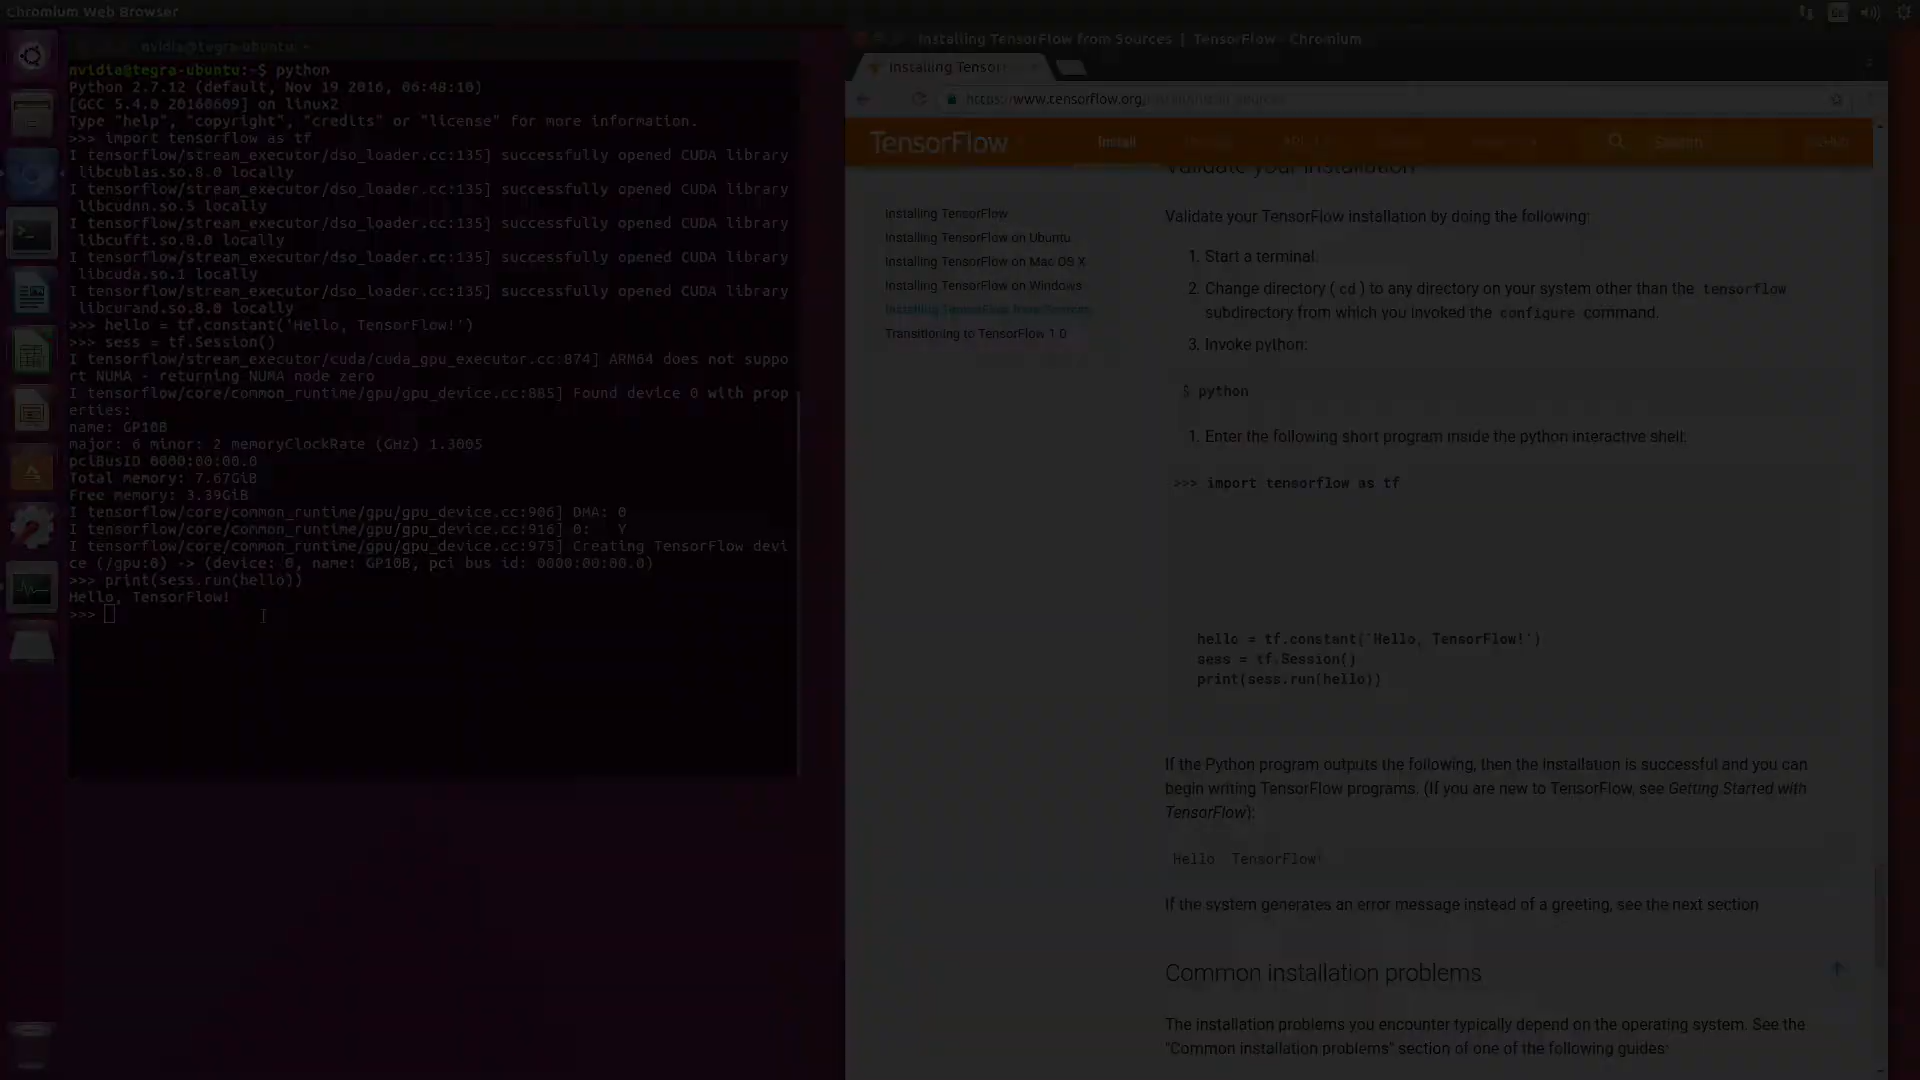 Chromium Web Browser
nvidia@tegra-ubuntu: ~
nvidia@tegra-ubuntu:~$ python
Python 2.7.12 (default, Nov 19 2016, 06:48:10)
[GCC 5.4.0 20160609] on linux2
Type "help", "copyright", "credits" or "license" for more information.
>>> import tensorflow as tf
I tensorflow/stream_executor/dso_loader.cc:135] successfully opened CUDA library
 libcublas.so.8.0 locally
I tensorflow/stream_executor/dso_loader.cc:135] successfully opened CUDA library
 libcudnn.so.5 locally
I tensorflow/stream_executor/dso_loader.cc:135] successfully opened CUDA library
 libcufft.so.8.0 locally
I tensorflow/stream_executor/dso_loader.cc:135] successfully opened CUDA library
 libcuda.so.1 locally
I tensorflow/stream_executor/dso_loader.cc:135] successfully opened CUDA library
 libcurand.so.8.0 locally
>>> hello = tf.constant('Hello, TensorFlow!')
>>> sess = tf.Session()
I tensorflow/stream_executor/cuda/cuda_gpu_executor.cc:874] ARM64 does not suppo
rt NUMA - returning NUMA node zero
I tensorflow/core/common_runtime/gpu/gpu_device.cc:885] Found device 0 with prop
erties:
name: GP10B
major: 6 minor: 2 memoryClockRate (GHz) 1.3005
pciBusID 0000:00:00.0
Total memory: 7.67GiB
Free memory: 3.39GiB
I tensorflow/core/common_runtime/gpu/gpu_device.cc:906] DMA: 0
I tensorflow/core/common_runtime/gpu/gpu_device.cc:916] 0:   Y
I tensorflow/core/common_runtime/gpu/gpu_device.cc:975] Creating TensorFlow devi
ce (/gpu:0) -> (device: 0, name: GP10B, pci bus id: 0000:00:00.0)
>>> print(sess.run(hello))
Hello, TensorFlow!
>>>
Installing TensorFlow from Sources | TensorFlow - Chromium
Installing Tensor
https://www.tensorflow.org/
TensorFlow
Install
Search
Installing TensorFlow
Installing TensorFlow on Ubuntu
Installing TensorFlow on Mac OS X
Installing TensorFlow on Windows
Installing TensorFlow from Sources
Transitioning to TensorFlow 1.0
Validate your installation
Validate your TensorFlow installation by doing the following:
1. Start a terminal.
2. Change directory ( cd ) to any directory on your system other than the tensorflow
subdirectory from which you invoked the configure command.
3. Invoke python:
$ python
1. Enter the following short program inside the python interactive shell:
>>> import tensorflow as tf
hello = tf.constant('Hello, TensorFlow!')
sess = tf.Session()
print(sess.run(hello))
If the Python program outputs the following, then the installation is successful and you can
begin writing TensorFlow programs. (If you are new to TensorFlow, see Getting Started with
TensorFlow):
Hello, TensorFlow!
If the system generates an error message instead of a greeting, see the next section
Common installation problems
The installation problems you encounter typically depend on the operating system. See the
"Common installation problems" section of one of the following guides: